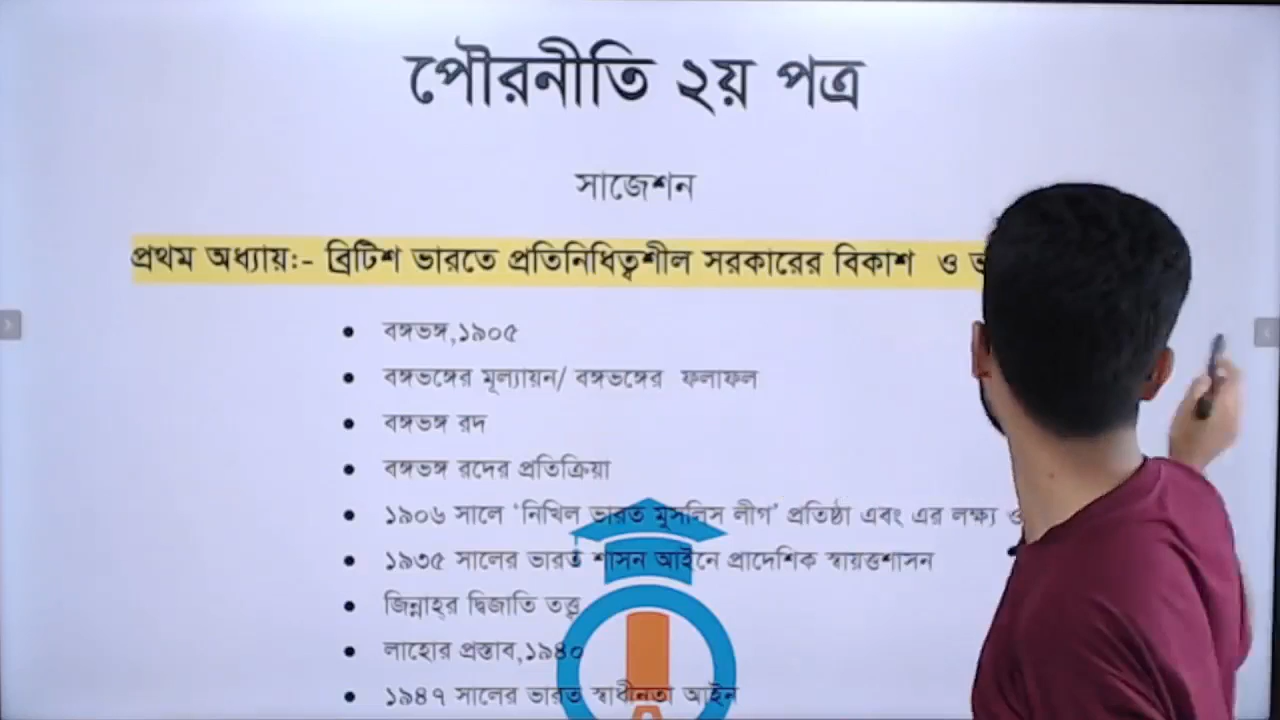 পৌরনীতি ২য় পত্র
সাজেশন
প্রথম অধ্যায়ঃ- ব্রিটিশ ভারতে প্রতিনিধিত্বশীল সরকারের বিকাশ ও
• বঙ্গভঙ্গ,১৯০৫
• বঙ্গভঙ্গের মূল্যায়ন/ বঙ্গভঙ্গের ফলাফল
• বঙ্গভঙ্গ রদ
• বঙ্গভঙ্গ রদের প্রতিক্রিয়া
• ১৯০৬ সালে ‘নিখিল ভারত মুসলিস লীগ’ প্রতিষ্ঠা এবং এর লক্ষ্য
• ১৯৩৫ সালের ভারত শাসন আইনে প্রাদেশিক স্বায়ত্তশাসন
• জিন্নাহর দ্বিজাতি তত্ত্ব
• লাহোর প্রস্তাব,১৯৪০
• ১৯৪৭ সালের ভারত স্বাধীনতা আইন